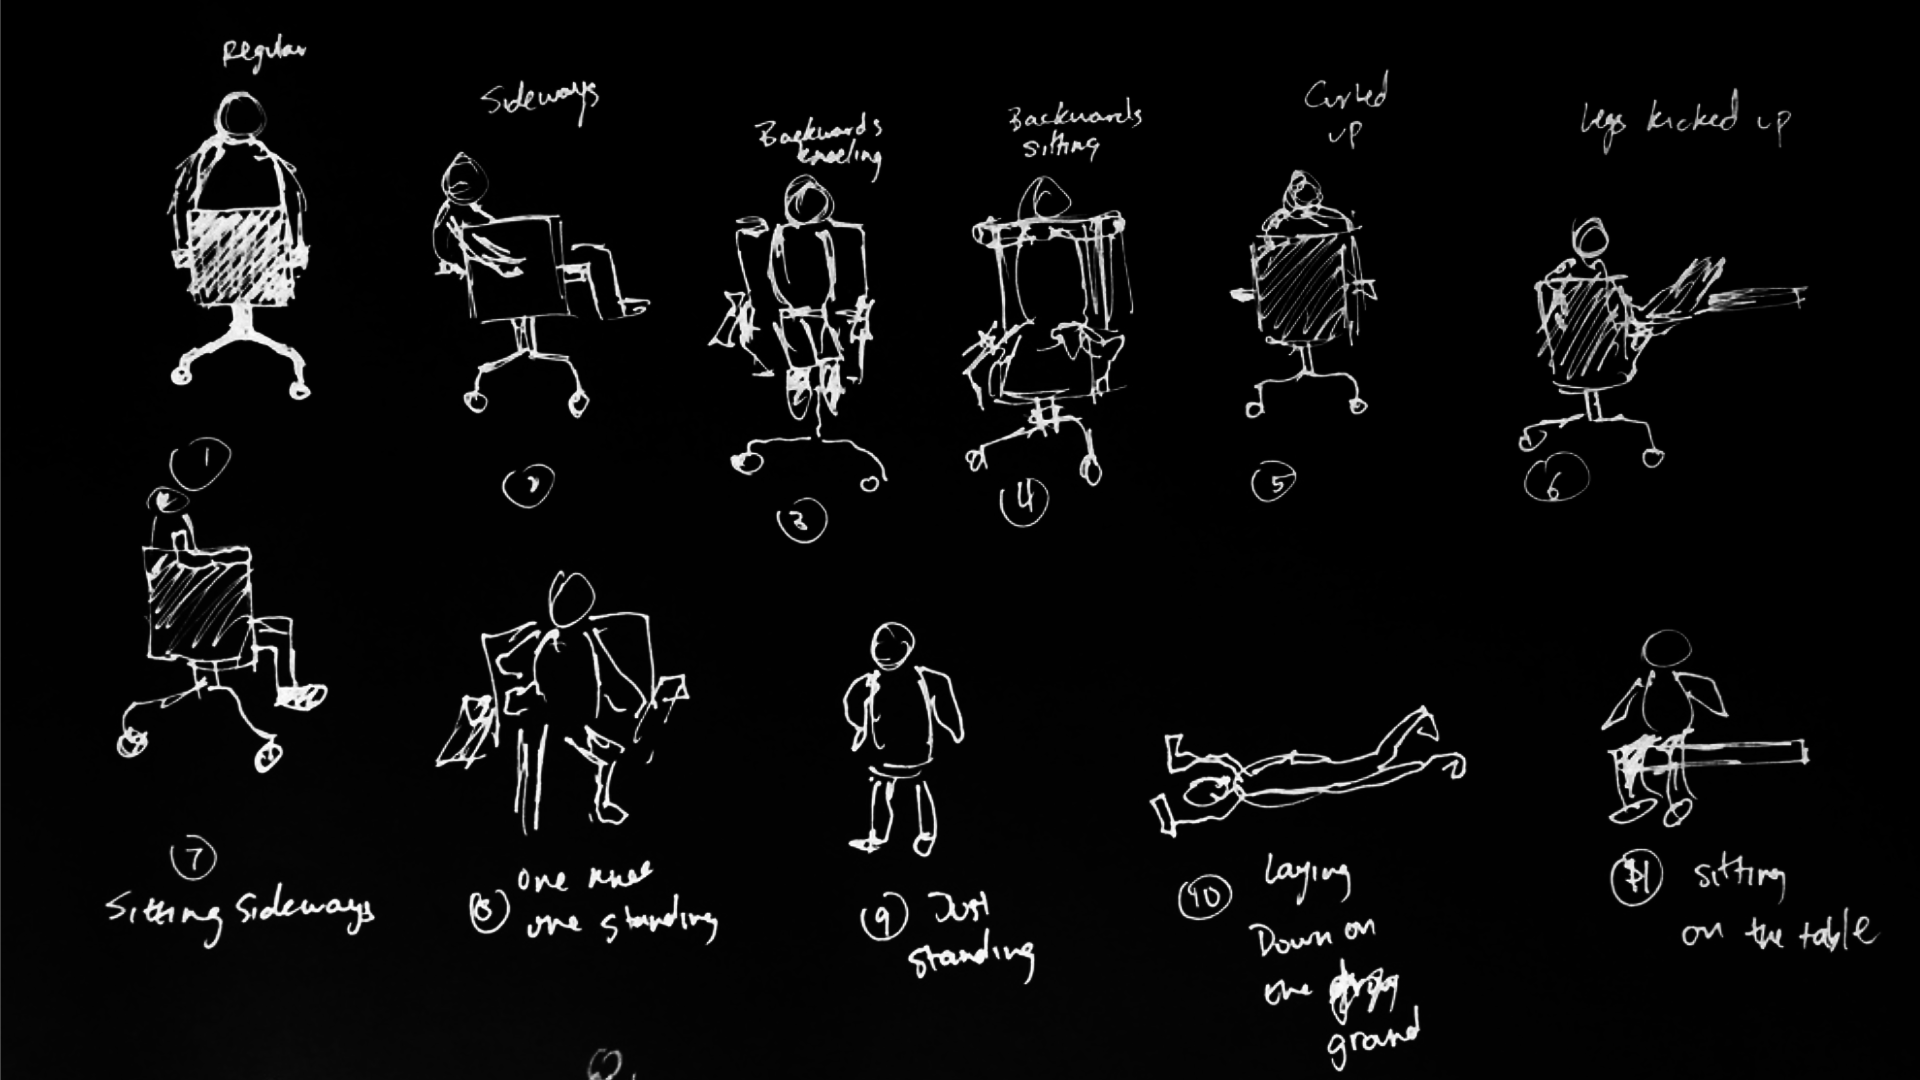 Regular
Sideways
Backwards
kneeling
Backwards
sitting
Curled
up
Legs kicked up
1
2
3
4
5
6
7
Sitting Sideways
8 one knee
one standing
9 Just
standing
10 Laying
Down on
the
ground
11 sitting
on the table